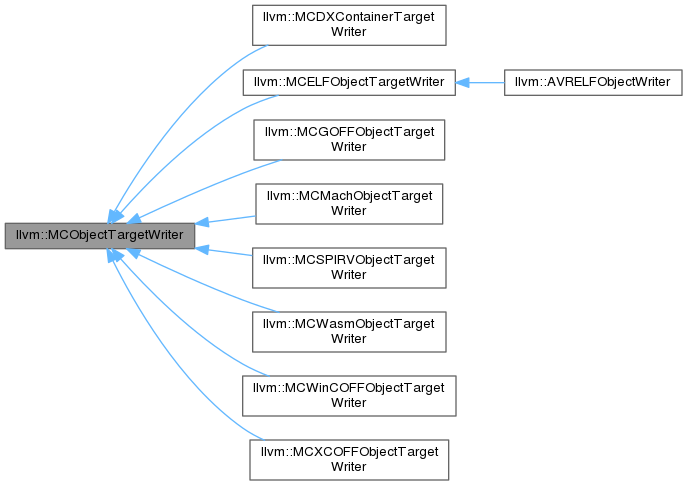 llvm::MCDXContainerTarget
Writer
llvm::MCELFObjectTargetWriter
llvm::AVRELFObjectWriter
llvm::MCGOFFObjectTarget
Writer
llvm::MCMachObjectTarget
Writer
llvm::MCObjectTargetWriter
llvm::MCSPIRVObjectTarget
Writer
llvm::MCWasmObjectTarget
Writer
llvm::MCWinCOFFObjectTarget
Writer
llvm::MCXCOFFObjectTarget
Writer